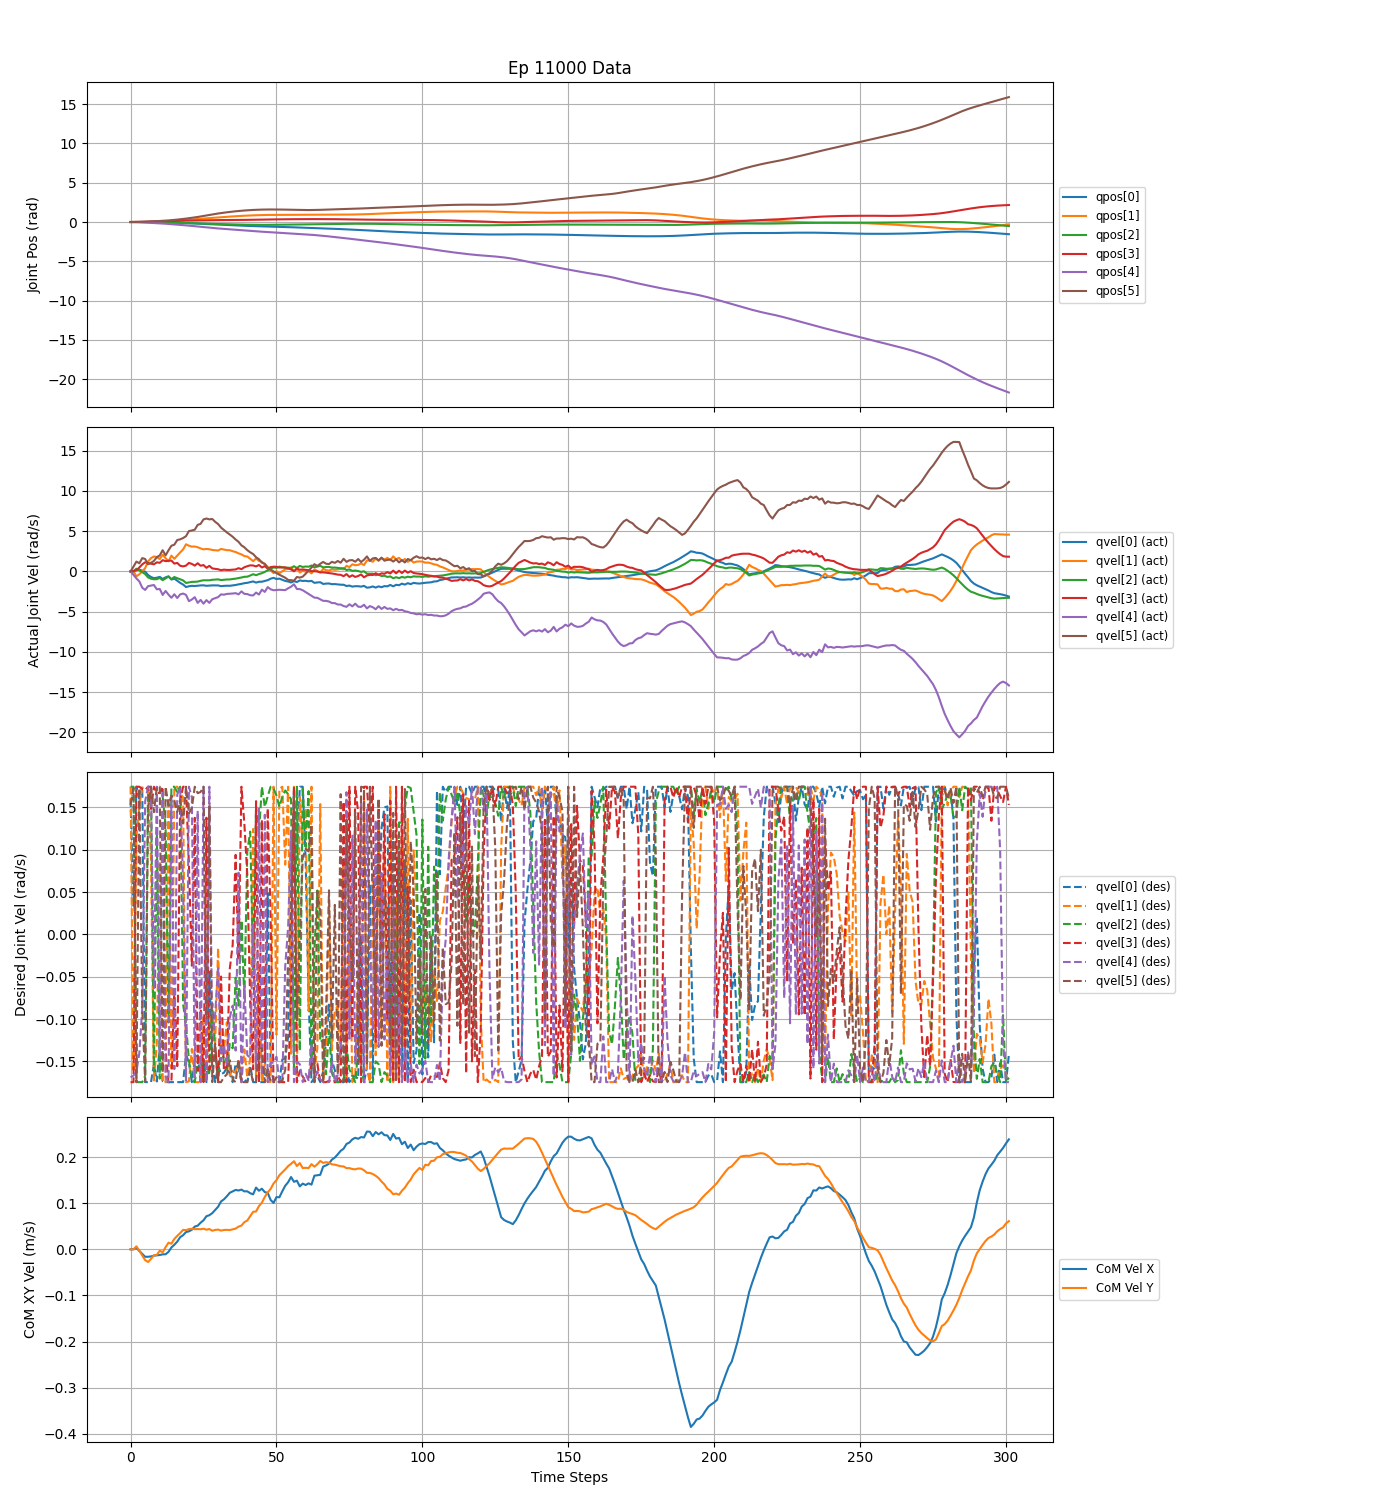 Ep 11000 Data
Joint Pos (rad)
15
10
5
0
−5
−10
−15
−20
qpos[0]
qpos[1]
qpos[2]
qpos[3]
qpos[4]
qpos[5]
Actual Joint Vel (rad/s)
15
10
5
0
−5
−10
−15
−20
qvel[0] (act)
qvel[1] (act)
qvel[2] (act)
qvel[3] (act)
qvel[4] (act)
qvel[5] (act)
Desired Joint Vel (rad/s)
0.15
0.10
0.05
0.00
−0.05
−0.10
−0.15
qvel[0] (des)
qvel[1] (des)
qvel[2] (des)
qvel[3] (des)
qvel[4] (des)
qvel[5] (des)
CoM XY Vel (m/s)
0.2
0.1
0.0
−0.1
−0.2
−0.3
−0.4
CoM Vel X
CoM Vel Y
0 50 100 150 200 250 300
Time Steps